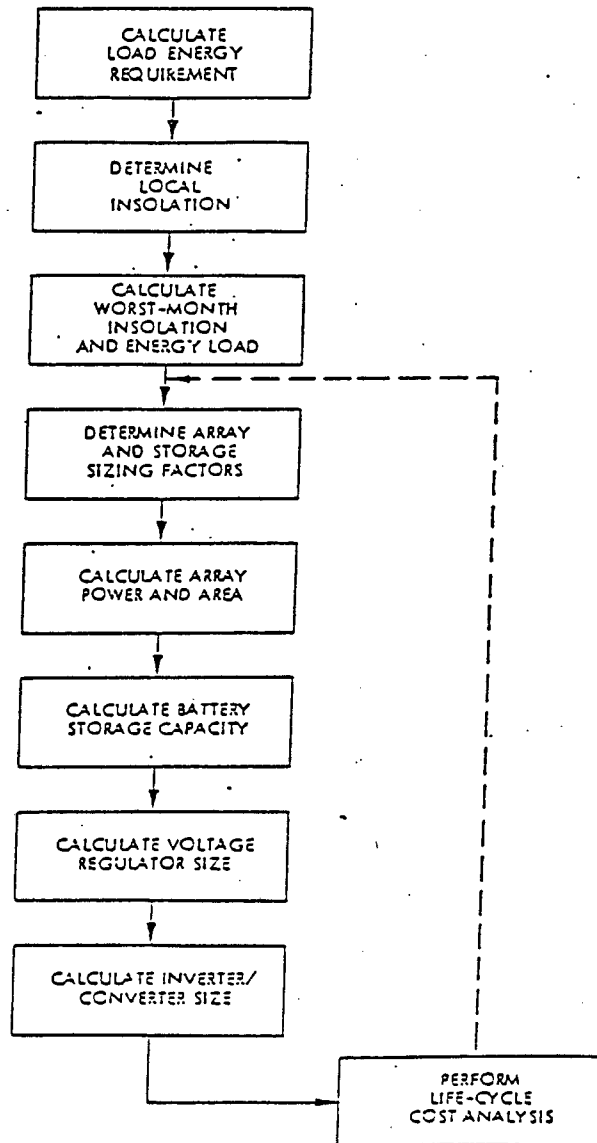 CALCULATE
LOAD ENERGY
REQUIREMENT
DETERMINE
LOCAL
INSOLATION
CALCULATE
WORST-MONTH
INSOLATION
AND ENERGY LOAD
DETERMINE ARRAY
AND STORAGE
SIZING FACTORS
CALCULATE ARRAY
POWER AND AREA
CALCULATE BATTERY
STORAGE CAPACITY
CALCULATE VOLTAGE
REGULATOR SIZE
CALCULATE INVERTER/
CONVERTER SIZE
PERFORM
LIFE-CYCLE
COST ANALYSIS